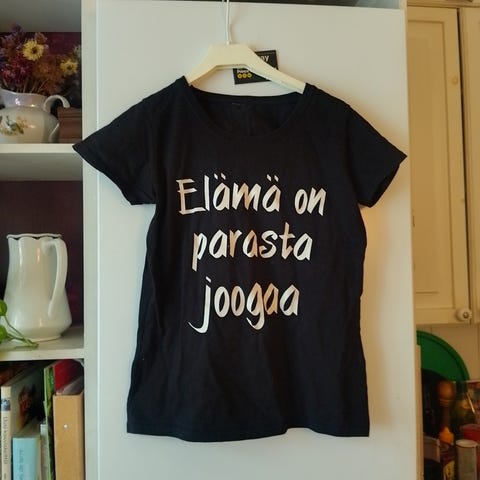 Elämä on
parasta
joogaa